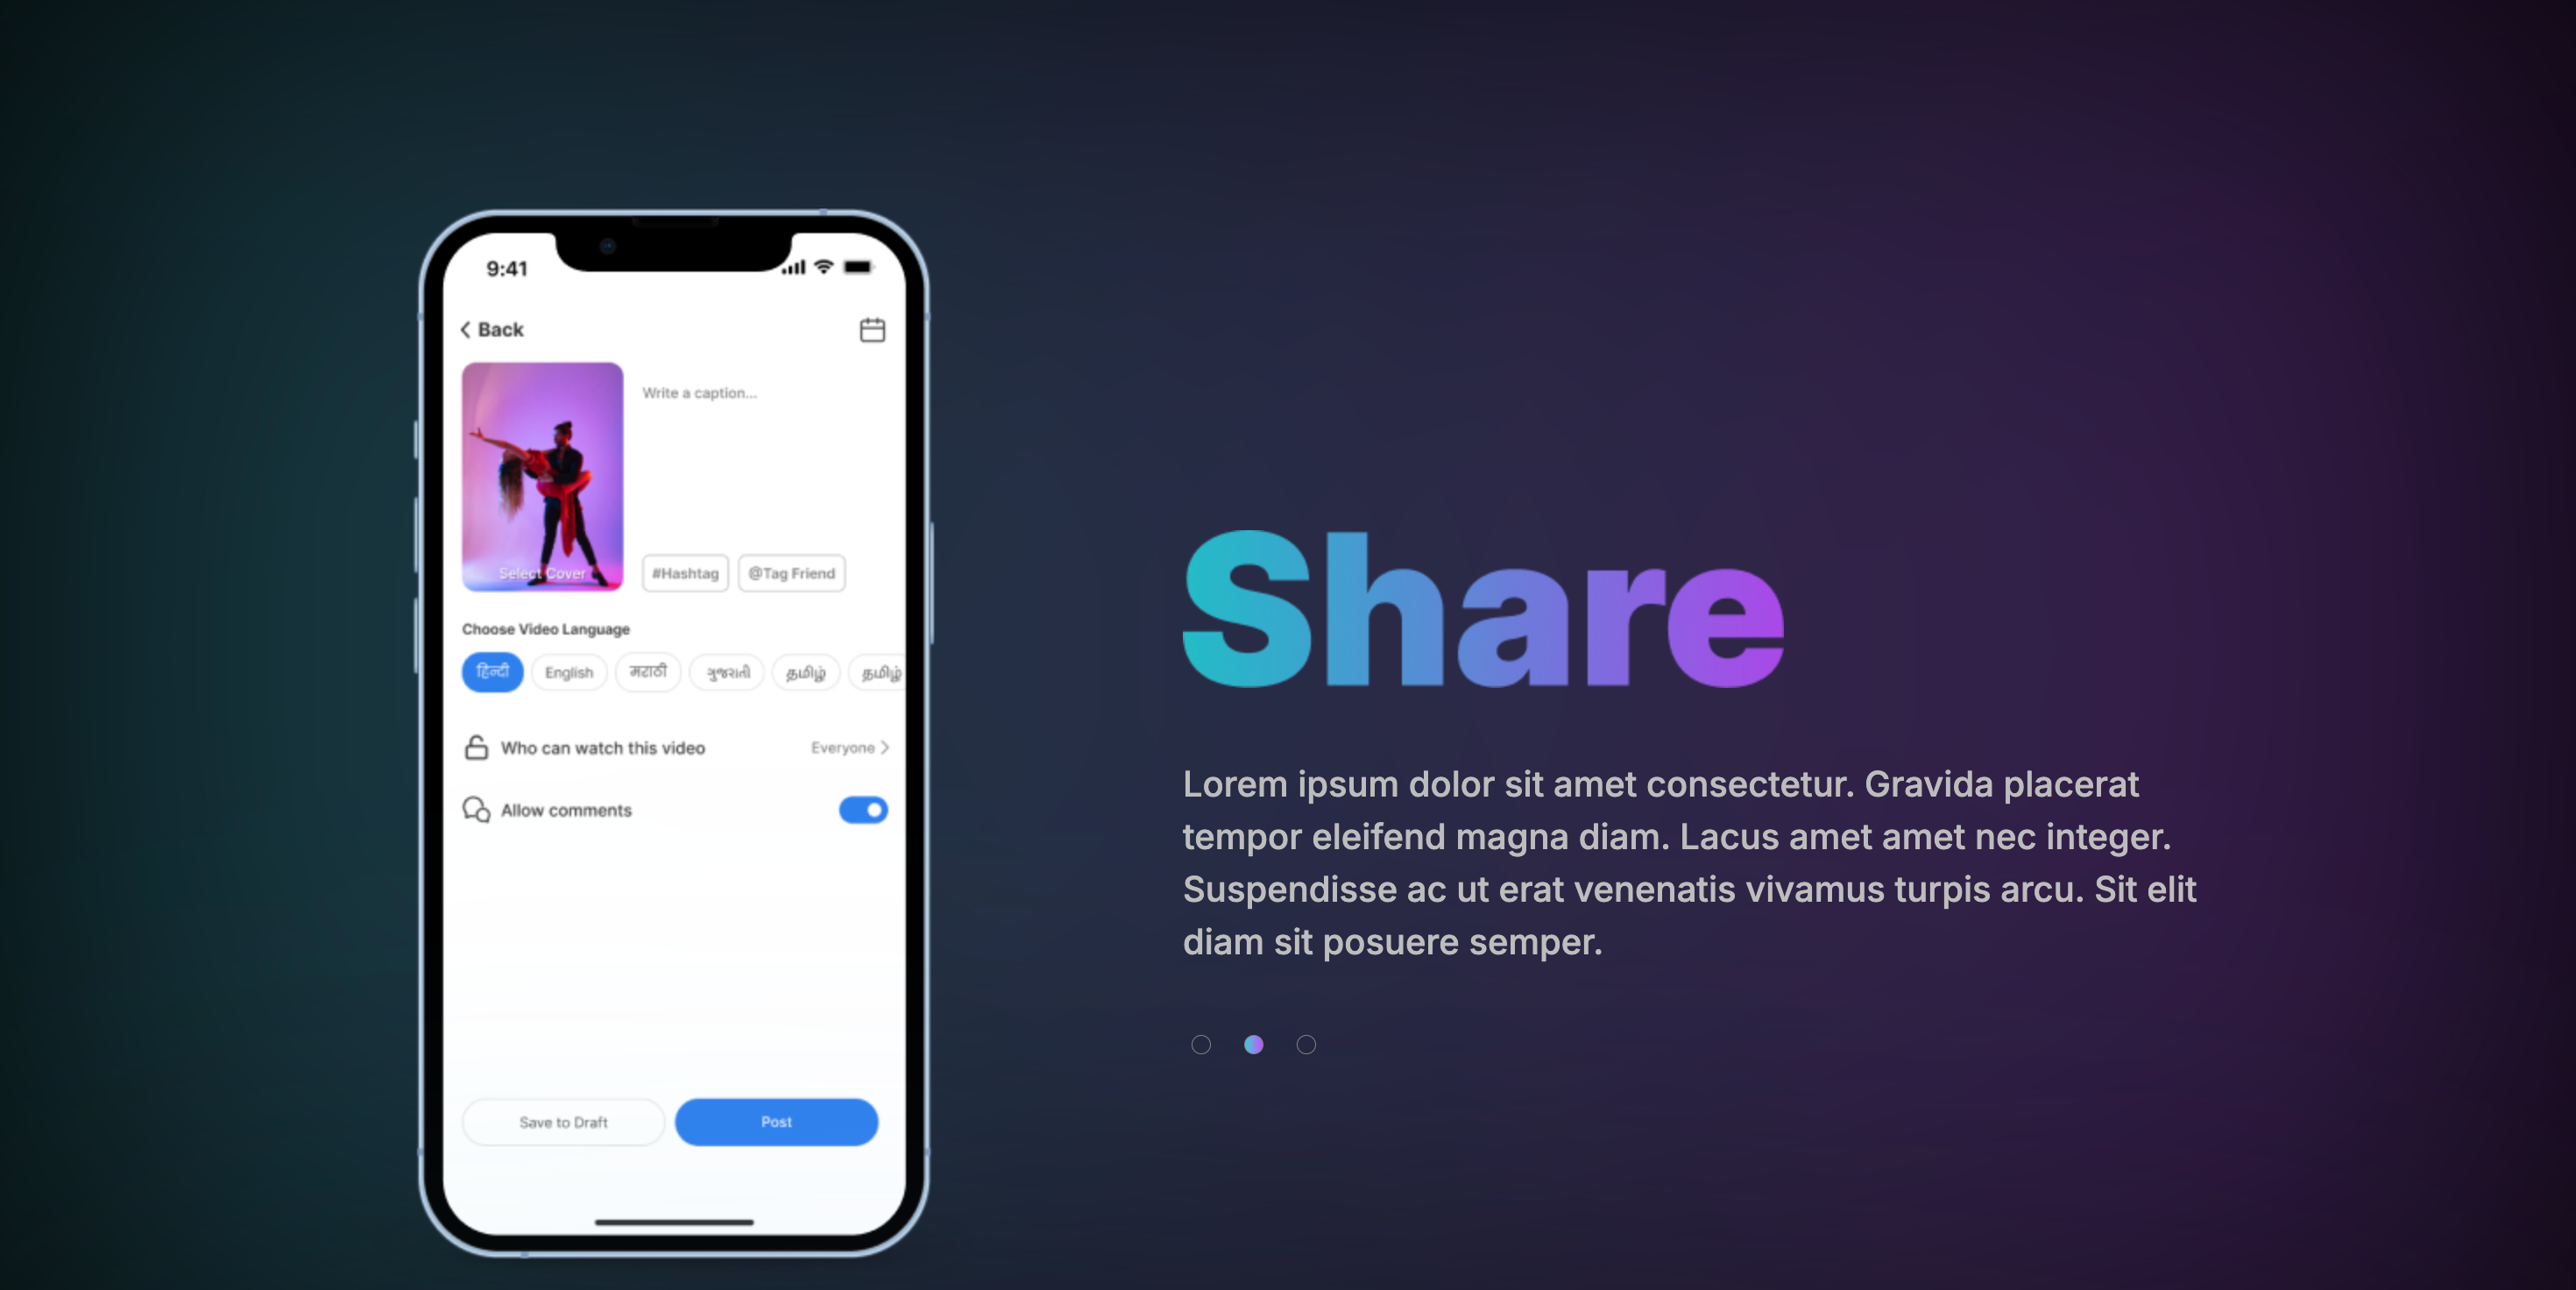 9:41
Back
Write a caption...
Select Cover
#Hashtag @Tag Friend
Choose Video Language
हिन्दी English मराठी ગુજરાતી தமிழ் தமிழ்
Who can watch this video Everyone
Allow comments
Save to Draft Post
Share
Lorem ipsum dolor sit amet consectetur. Gravida placerat
tempor eleifend magna diam. Lacus amet amet nec integer.
Suspendisse ac ut erat venenatis vivamus turpis arcu. Sit elit
diam sit posuere semper.